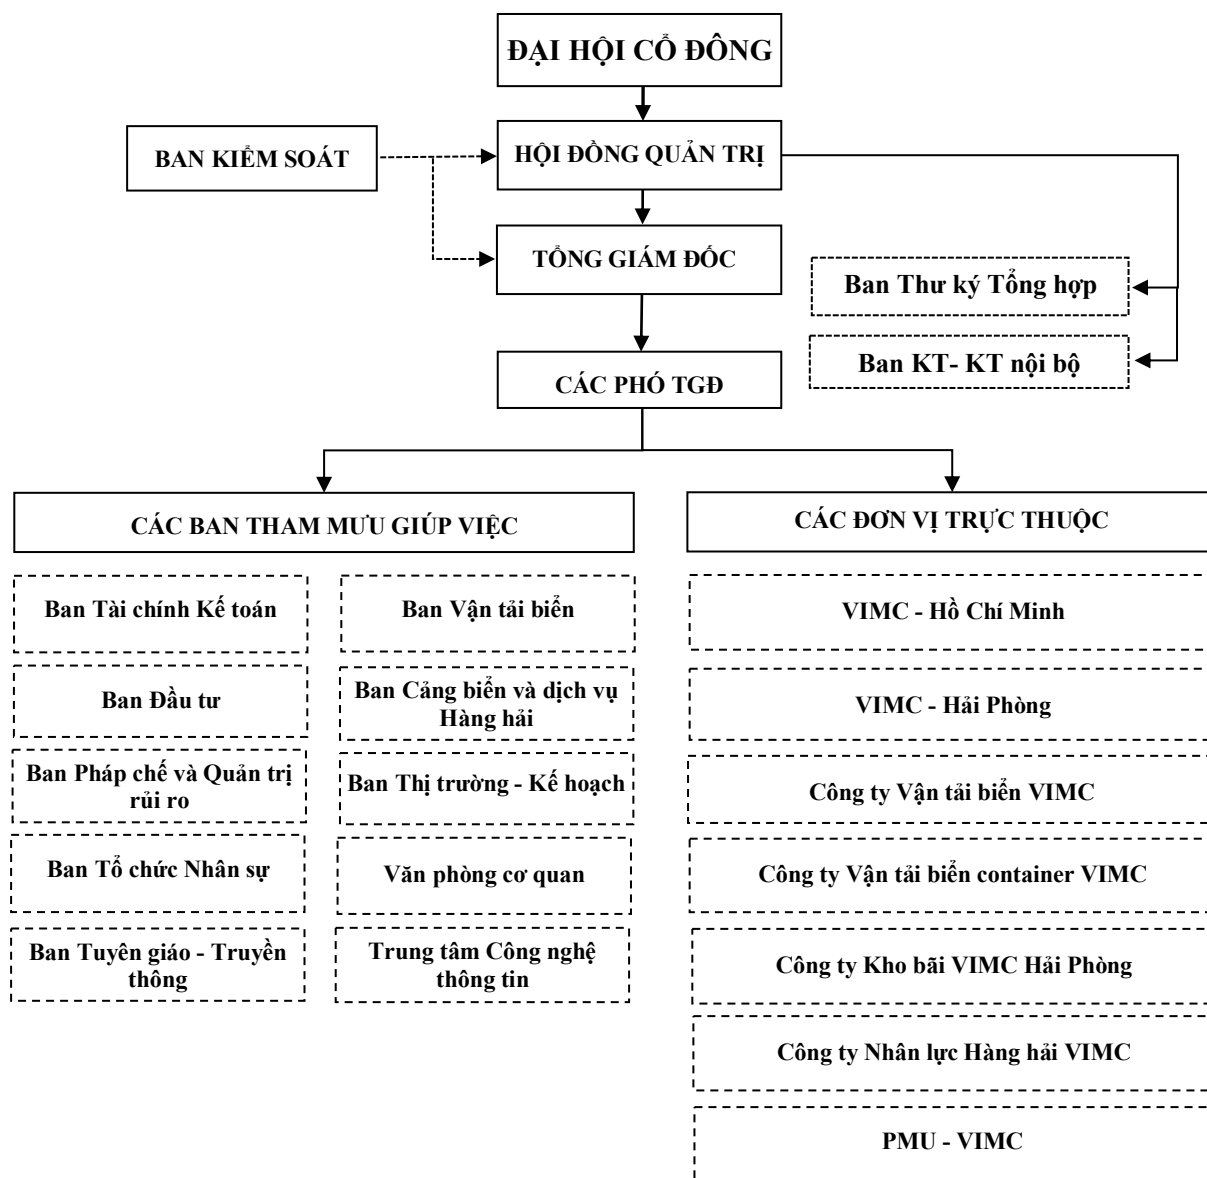 ĐẠI HỘI CỔ ĐÔNG
BAN KIỂM SOÁT
HỘI ĐỒNG QUẢN TRỊ
TỔNG GIÁM ĐỐC
Ban Thư ký Tổng hợp
Ban KT- KT nội bộ
CÁC PHÓ TGĐ
CÁC BAN THAM MƯU GIÚP VIỆC
Ban Tài chính Kế toán
Ban Vận tải biển
Ban Đầu tư
Ban Cảng biển và dịch vụ
Hàng hải
Ban Pháp chế và Quản trị
rủi ro
Ban Thị trường - Kế hoạch
Ban Tổ chức Nhân sự
Văn phòng cơ quan
Ban Tuyên giáo - Truyền
thông
Trung tâm Công nghệ
thông tin
CÁC ĐƠN VỊ TRỰC THUỘC
VIMC - Hồ Chí Minh
VIMC - Hải Phòng
Công ty Vận tải biển VIMC
Công ty Vận tải biển container VIMC
Công ty Kho bãi VIMC Hải Phòng
Công ty Nhân lực Hàng hải VIMC
PMU - VIMC